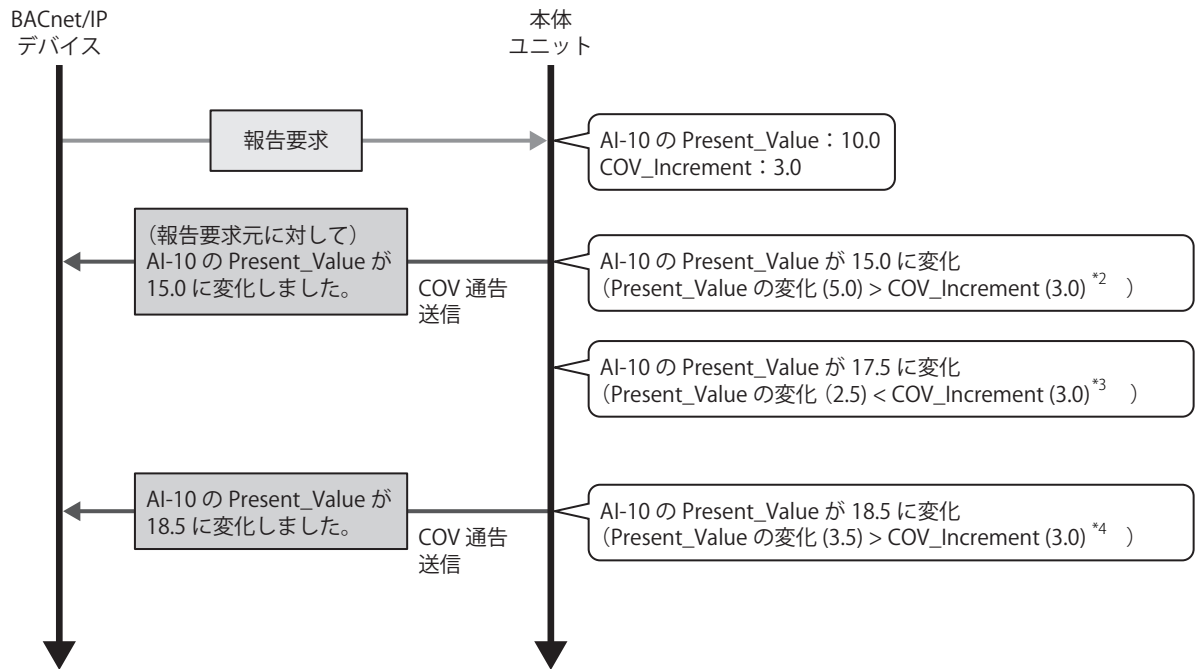 BACnet/IP
デバイス
本体
ユニット
報告要求
AI-10 の Present_Value：10.0
COV_Increment：3.0
（報告要求元に対して）
AI-10 の Present_Value が
15.0 に変化しました。
COV 通告
送信
AI-10 の Present_Value が 15.0 に変化
（Present_Value の変化 (5.0) > COV_Increment (3.0) *2 ）
AI-10 の Present_Value が 17.5 に変化
（Present_Value の変化（2.5) < COV_Increment (3.0) *3 ）
AI-10 の Present_Value が
18.5 に変化しました。
COV 通告
送信
AI-10 の Present_Value が 18.5 に変化
（Present_Value の変化 (3.5) > COV_Increment (3.0) *4 ）